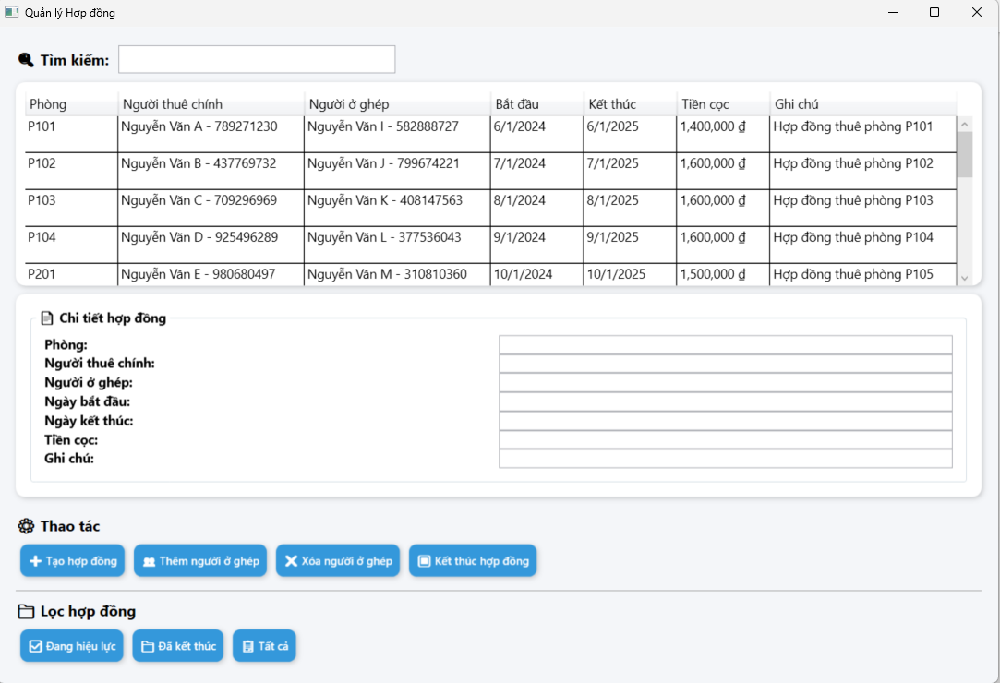 Quản lý Hợp đồng
Tìm kiếm:
Phòng Người thuê chính Người ở ghép Bắt đầu Kết thúc Tiền cọc Ghi chú
P101 Nguyễn Văn A - 789271230 Nguyễn Văn I - 582888727 6/1/2024 6/1/2025 1,400,000 ₫ Hợp đồng thuê phòng P101
P102 Nguyễn Văn B - 437769732 Nguyễn Văn J - 799674221 7/1/2024 7/1/2025 1,600,000 ₫ Hợp đồng thuê phòng P102
P103 Nguyễn Văn C - 709296969 Nguyễn Văn K - 408147563 8/1/2024 8/1/2025 1,600,000 ₫ Hợp đồng thuê phòng P103
P104 Nguyễn Văn D - 925496289 Nguyễn Văn L - 377536043 9/1/2024 9/1/2025 1,600,000 ₫ Hợp đồng thuê phòng P104
P201 Nguyễn Văn E - 980680497 Nguyễn Văn M - 310810360 10/1/2024 10/1/2025 1,500,000 ₫ Hợp đồng thuê phòng P105
Chi tiết hợp đồng
Phòng:
Người thuê chính:
Người ở ghép:
Ngày bắt đầu:
Ngày kết thúc:
Tiền cọc:
Ghi chú:
Thao tác
Tạo hợp đồng Thêm người ở ghép Xóa người ở ghép Kết thúc hợp đồng
Lọc hợp đồng
Đang hiệu lực Đã kết thúc Tất cả